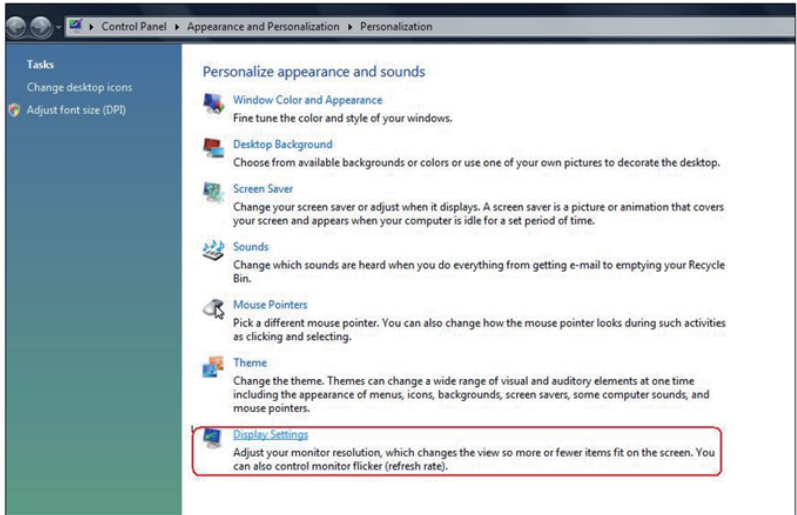 Control Panel ▸ Appearance and Personalization ▸ Personalization
Tasks
Change desktop icons
Adjust font size (DPI)
Personalize appearance and sounds
Window Color and Appearance
Fine tune the color and style of your windows.
Desktop Background
Choose from available backgrounds or colors or use one of your own pictures to decorate the desktop.
Screen Saver
Change your screen saver or adjust when it displays. A screen saver is a picture or animation that covers
your screen and appears when your computer is idle for a set period of time.
Sounds
Change which sounds are heard when you do everything from getting e-mail to emptying your Recycle
Bin.
Mouse Pointers
Pick a different mouse pointer. You can also change how the mouse pointer looks during such activities
as clicking and selecting.
Theme
Change the theme. Themes can change a wide range of visual and auditory elements at one time
including the appearance of menus, icons, backgrounds, screen savers, some computer sounds, and
mouse pointers.
Display Settings
Adjust your monitor resolution, which changes the view so more or fewer items fit on the screen. You
can also control monitor flicker (refresh rate).